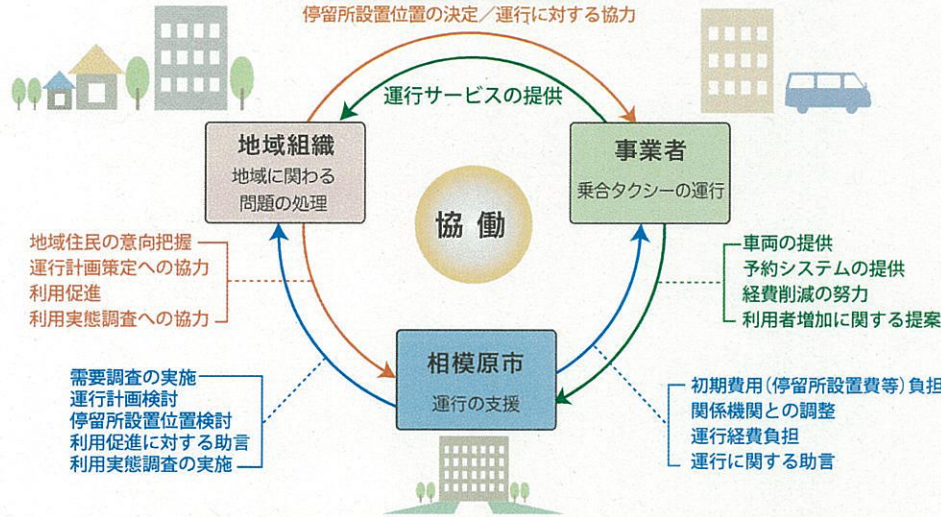 停留所設置位置の決定／運行に対する協力
運行サービスの提供
地域組織
地域に関わる
問題の処理
事業者
乗合タクシーの運行
協働
地域住民の意向把握
運行計画策定への協力
利用促進
利用実態調査への協力
車両の提供
予約システムの提供
経費削減の努力
利用者増加に関する提案
相模原市
運行の支援
需要調査の実施
運行計画検討
停留所設置位置検討
利用促進に対する助言
利用実態調査の実施
初期費用（停留所設置費等）負担
関係機関との調整
運行経費負担
運行に関する助言